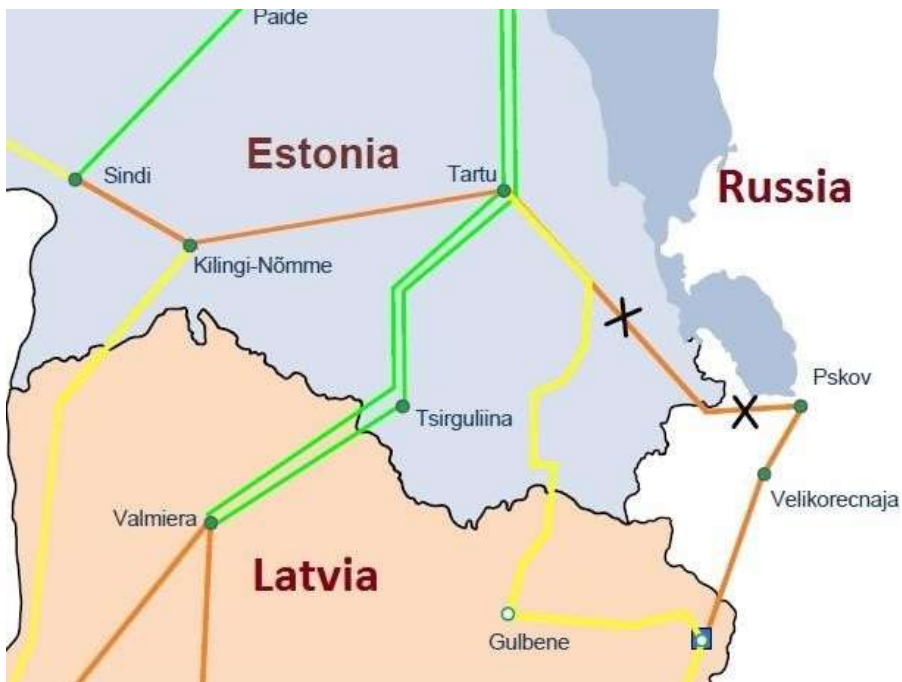 Paide
Sindi
Estonia
Tartu
Russia
Kilingi-Nõmme
Pskov
Tsirguliina
Velikorecnaja
Valmiera
Latvia
Gulbene